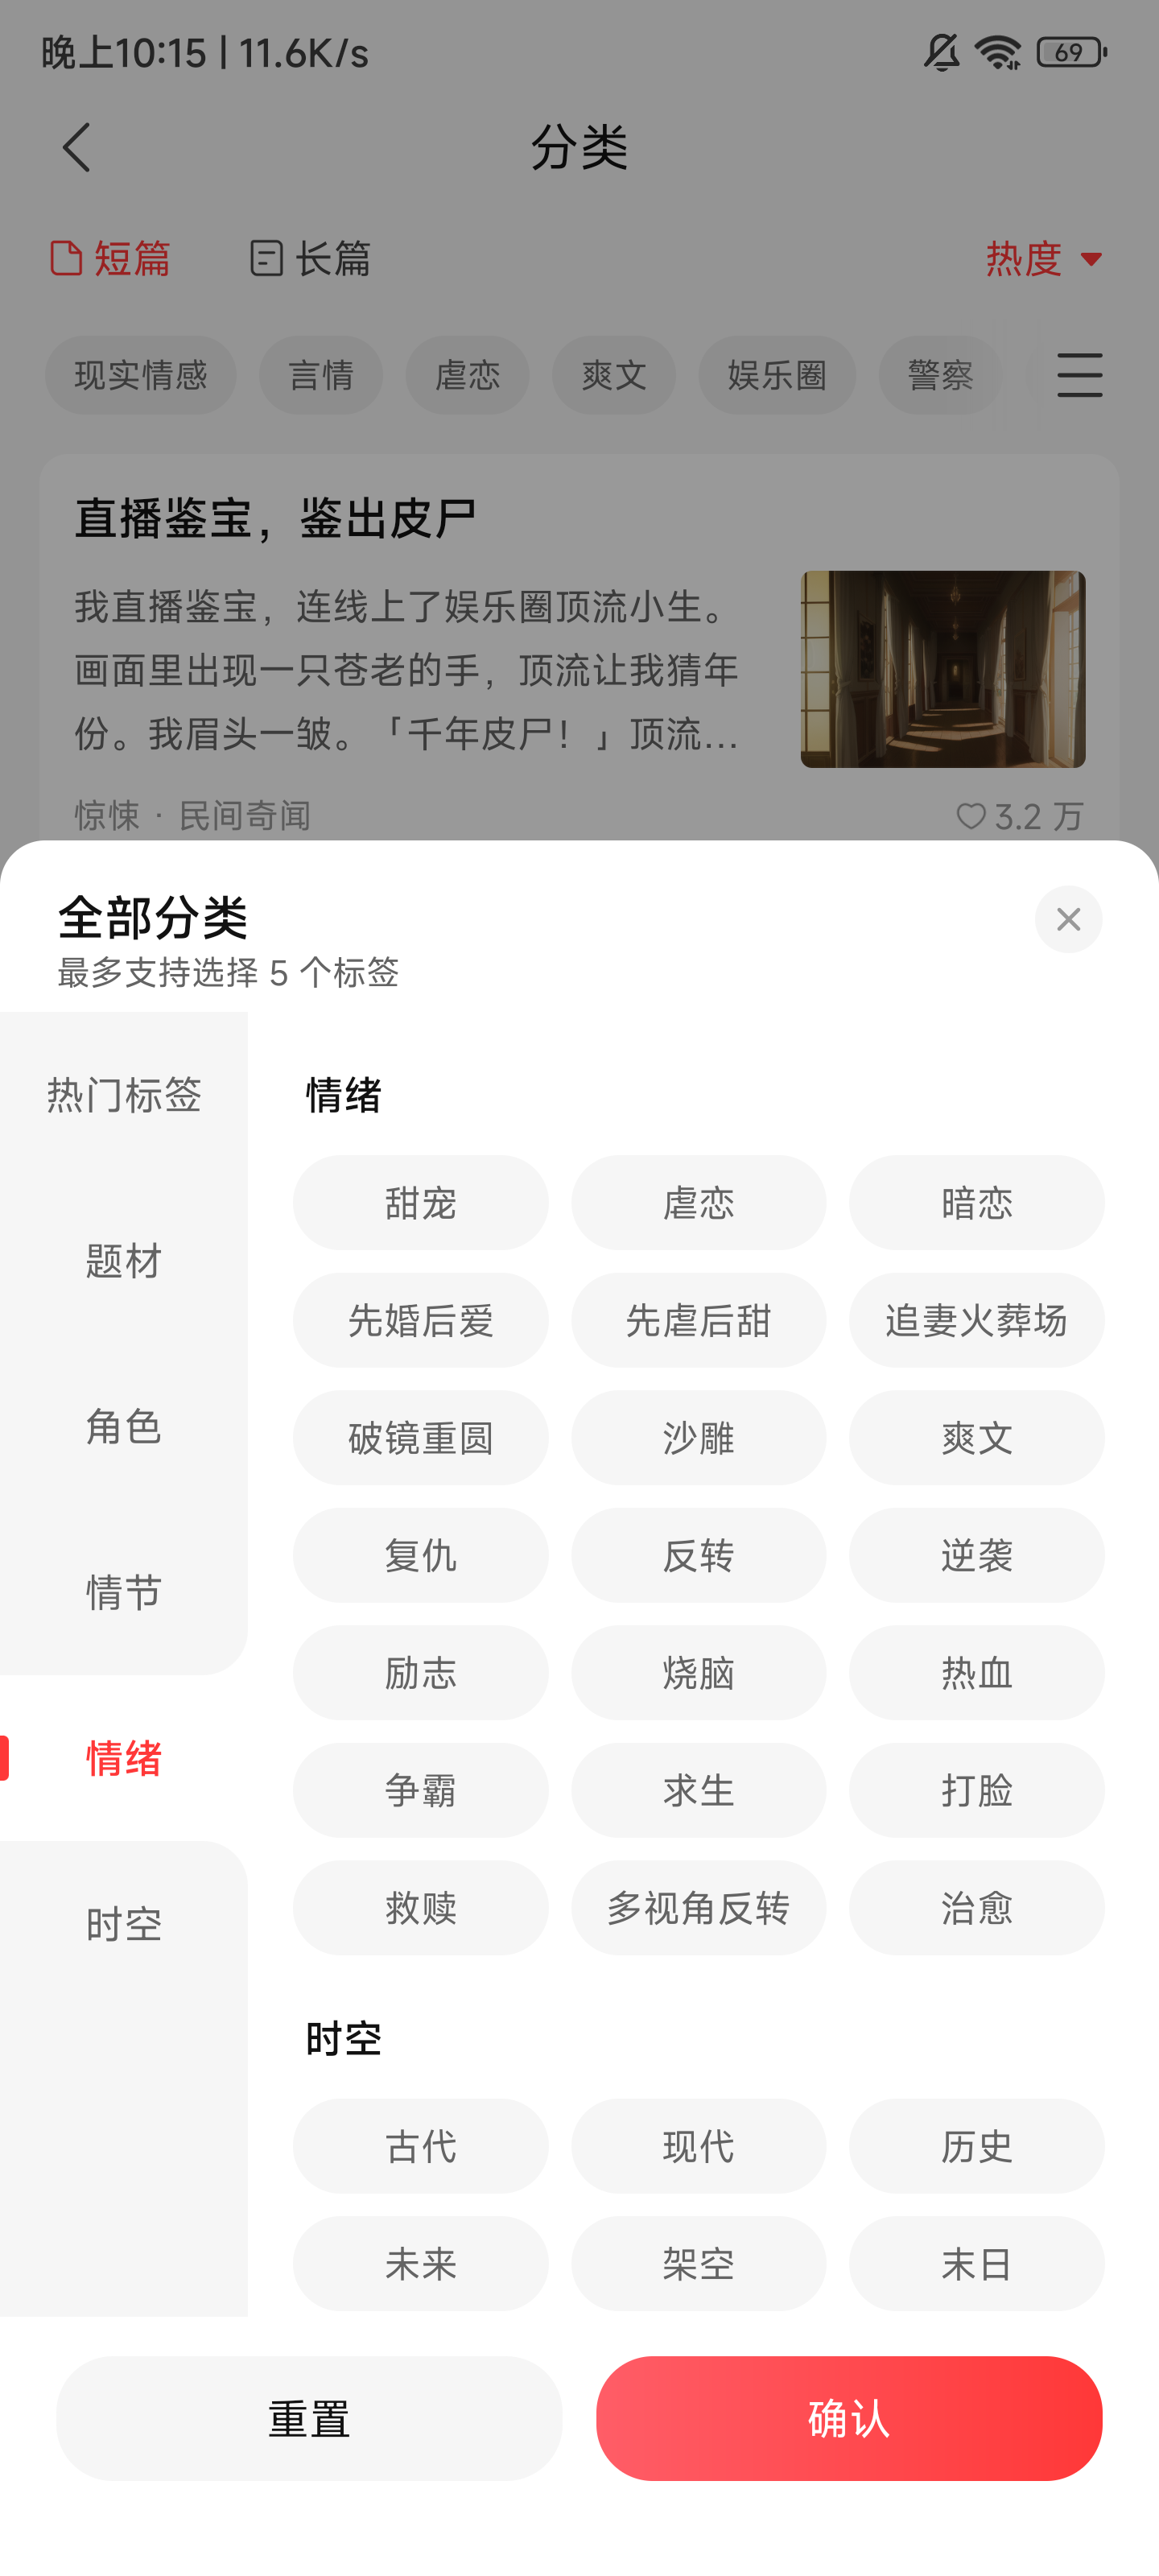 晚上10:15 | 11.6K/s
69
分类
短篇
长篇
热度
现实情感
言情
虐恋
爽文
娱乐圈
警察
直播鉴宝，鉴出皮尸
我直播鉴宝，连线上了娱乐圈顶流小生。
画面里出现一只苍老的手，顶流让我猜年
份。我眉头一皱。「千年皮尸！」顶流...
惊悚 · 民间奇闻
3.2 万
全部分类
最多支持选择 5 个标签
热门标签
题材
角色
情节
情绪
时空
情绪
甜宠
虐恋
暗恋
先婚后爱
先虐后甜
追妻火葬场
破镜重圆
沙雕
爽文
复仇
反转
逆袭
励志
烧脑
热血
争霸
求生
打脸
救赎
多视角反转
治愈
时空
古代
现代
历史
未来
架空
末日
重置
确认